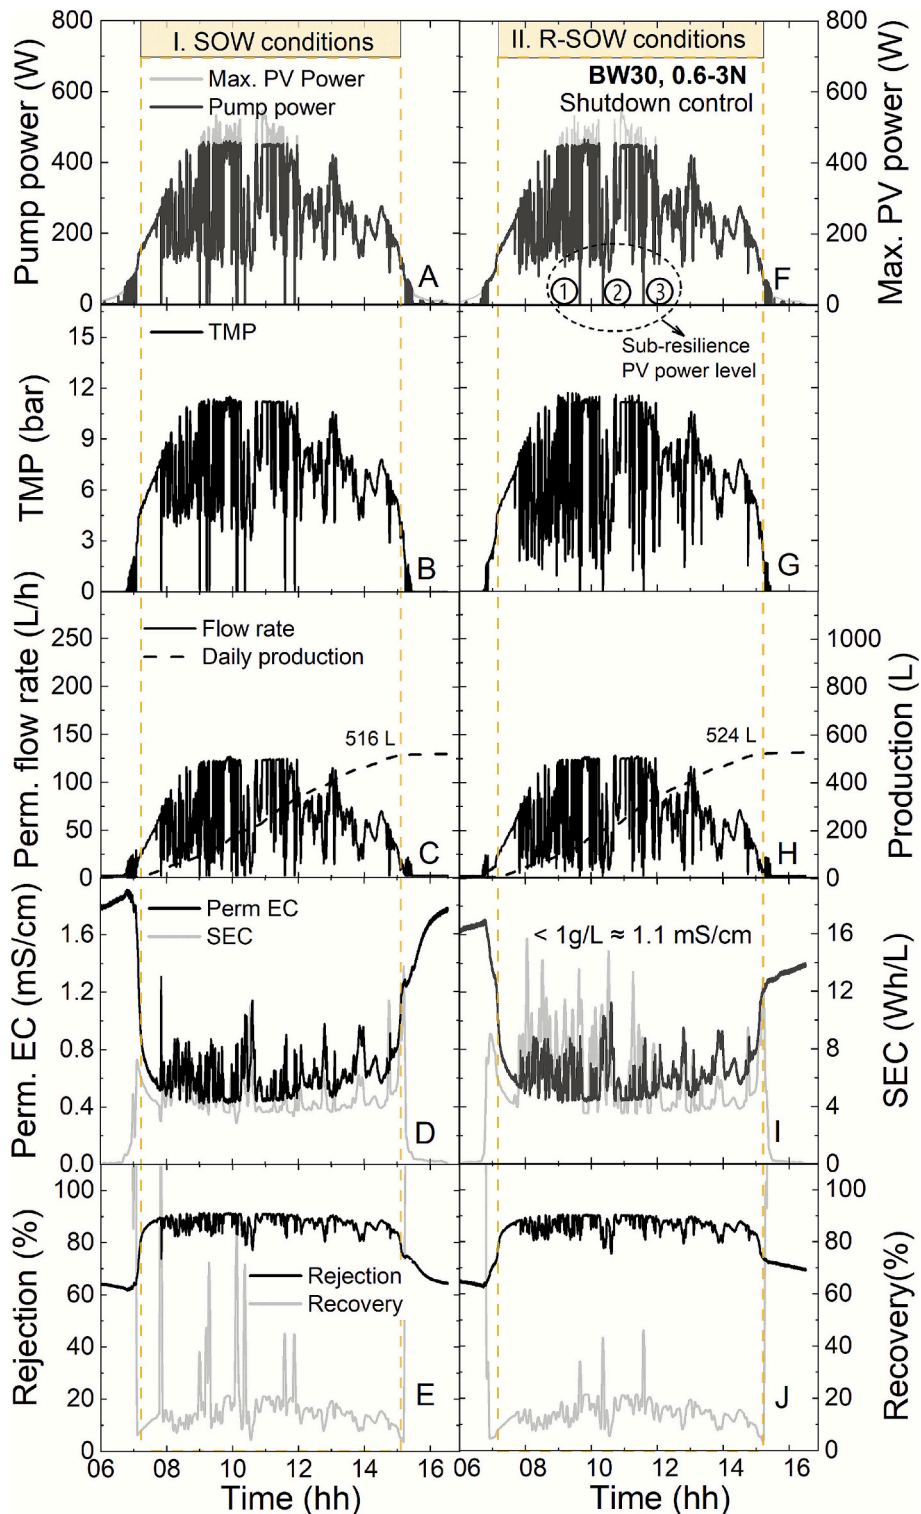 I. SOW conditions
II. R-SOW conditions
Pump power (W)
800
600
400
200
0
Max. PV Power
Pump power
A
BW30, 0.6-3N
Shutdown control
1 2 3
F
Sub-resilience
PV power level
800
600
400
200
0
Max. PV Power (W)
TMP (bar)
15
12
9
6
3
0
TMP
B
G
Perm. flow rate (L/h)
250
200
150
100
50
0
Flow rate
Daily production
516 L
C
524 L
H
1000
800
600
400
200
0
Production (L)
Perm. EC (mS/cm)
1.6
1.2
0.8
0.4
0.0
Perm EC
SEC
D
< 1g/L ≈ 1.1 mS/cm
I
16
12
8
4
0
SEC (Wh/L)
Rejection (%)
100
80
60
40
20
0
Rejection
Recovery
E
J
100
80
60
40
20
0
Recovery(%)
06 08 10 12 14 16
08 10 12 14 16
Time (hh)
Time (hh)